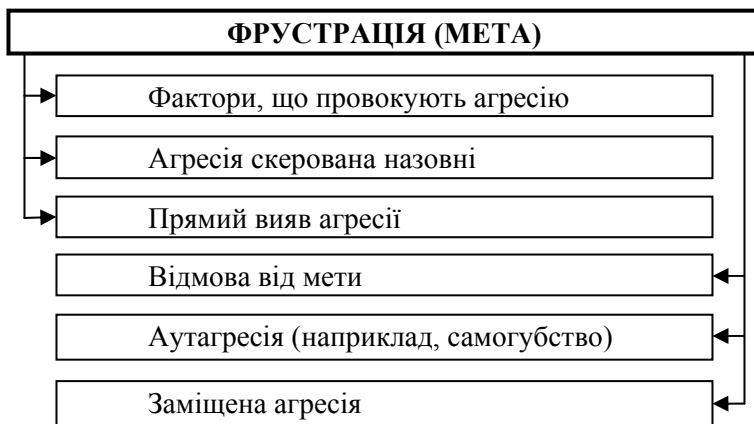 ФРУСТРАЦІЯ (МЕТА)
Фактори, що провокують агресію
Агресія скерована назовні
Прямий вияв агресії
Відмова від мети
Аутагресія (наприклад, самогубство)
Заміщена агресія